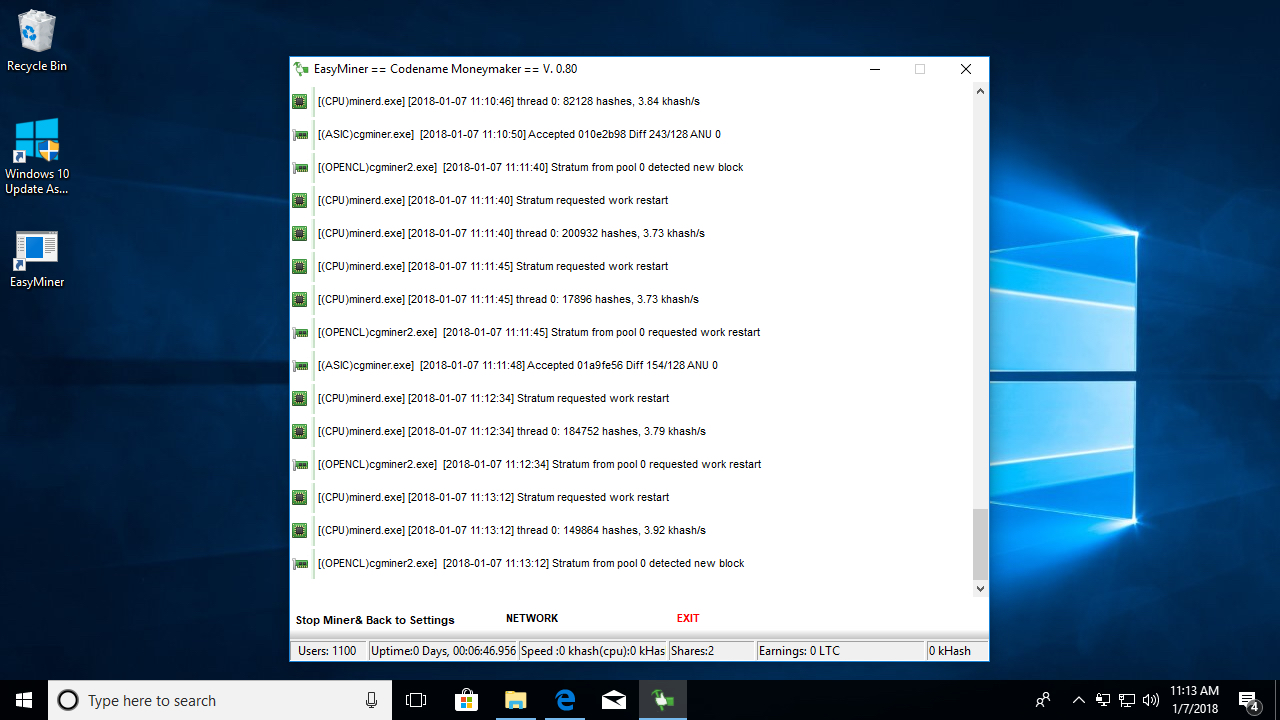 Recycle Bin
Windows 10
Update As...
EasyMiner
EasyMiner == Codename Moneymaker == V. 0.80
[(CPU)minerd.exe] [2018-01-07 11:10:46] thread 0: 82128 hashes, 3.84 khash/s
[(ASIC)cgminer.exe]  [2018-01-07 11:10:50] Accepted 010e2b98 Diff 243/128 ANU 0
[(OPENCL)cgminer2.exe]  [2018-01-07 11:11:40] Stratum from pool 0 detected new block
[(CPU)minerd.exe] [2018-01-07 11:11:40] Stratum requested work restart
[(CPU)minerd.exe] [2018-01-07 11:11:40] thread 0: 200932 hashes, 3.73 khash/s
[(CPU)minerd.exe] [2018-01-07 11:11:45] Stratum requested work restart
[(CPU)minerd.exe] [2018-01-07 11:11:45] thread 0: 17896 hashes, 3.73 khash/s
[(OPENCL)cgminer2.exe]  [2018-01-07 11:11:45] Stratum from pool 0 requested work restart
[(ASIC)cgminer.exe]  [2018-01-07 11:11:48] Accepted 01a9fe56 Diff 154/128 ANU 0
[(CPU)minerd.exe] [2018-01-07 11:12:34] Stratum requested work restart
[(CPU)minerd.exe] [2018-01-07 11:12:34] thread 0: 184752 hashes, 3.79 khash/s
[(OPENCL)cgminer2.exe]  [2018-01-07 11:12:34] Stratum from pool 0 requested work restart
[(CPU)minerd.exe] [2018-01-07 11:13:12] Stratum requested work restart
[(CPU)minerd.exe] [2018-01-07 11:13:12] thread 0: 149864 hashes, 3.92 khash/s
[(OPENCL)cgminer2.exe]  [2018-01-07 11:13:12] Stratum from pool 0 detected new block
Stop Miner& Back to Settings NETWORK EXIT
Users: 1100 Uptime:0 Days, 00:06:46.956 Speed :0 khash(cpu):0 kHas Shares:2 Earnings: 0 LTC 0 kHash
Type here to search
11:13 AM
1/7/2018
4